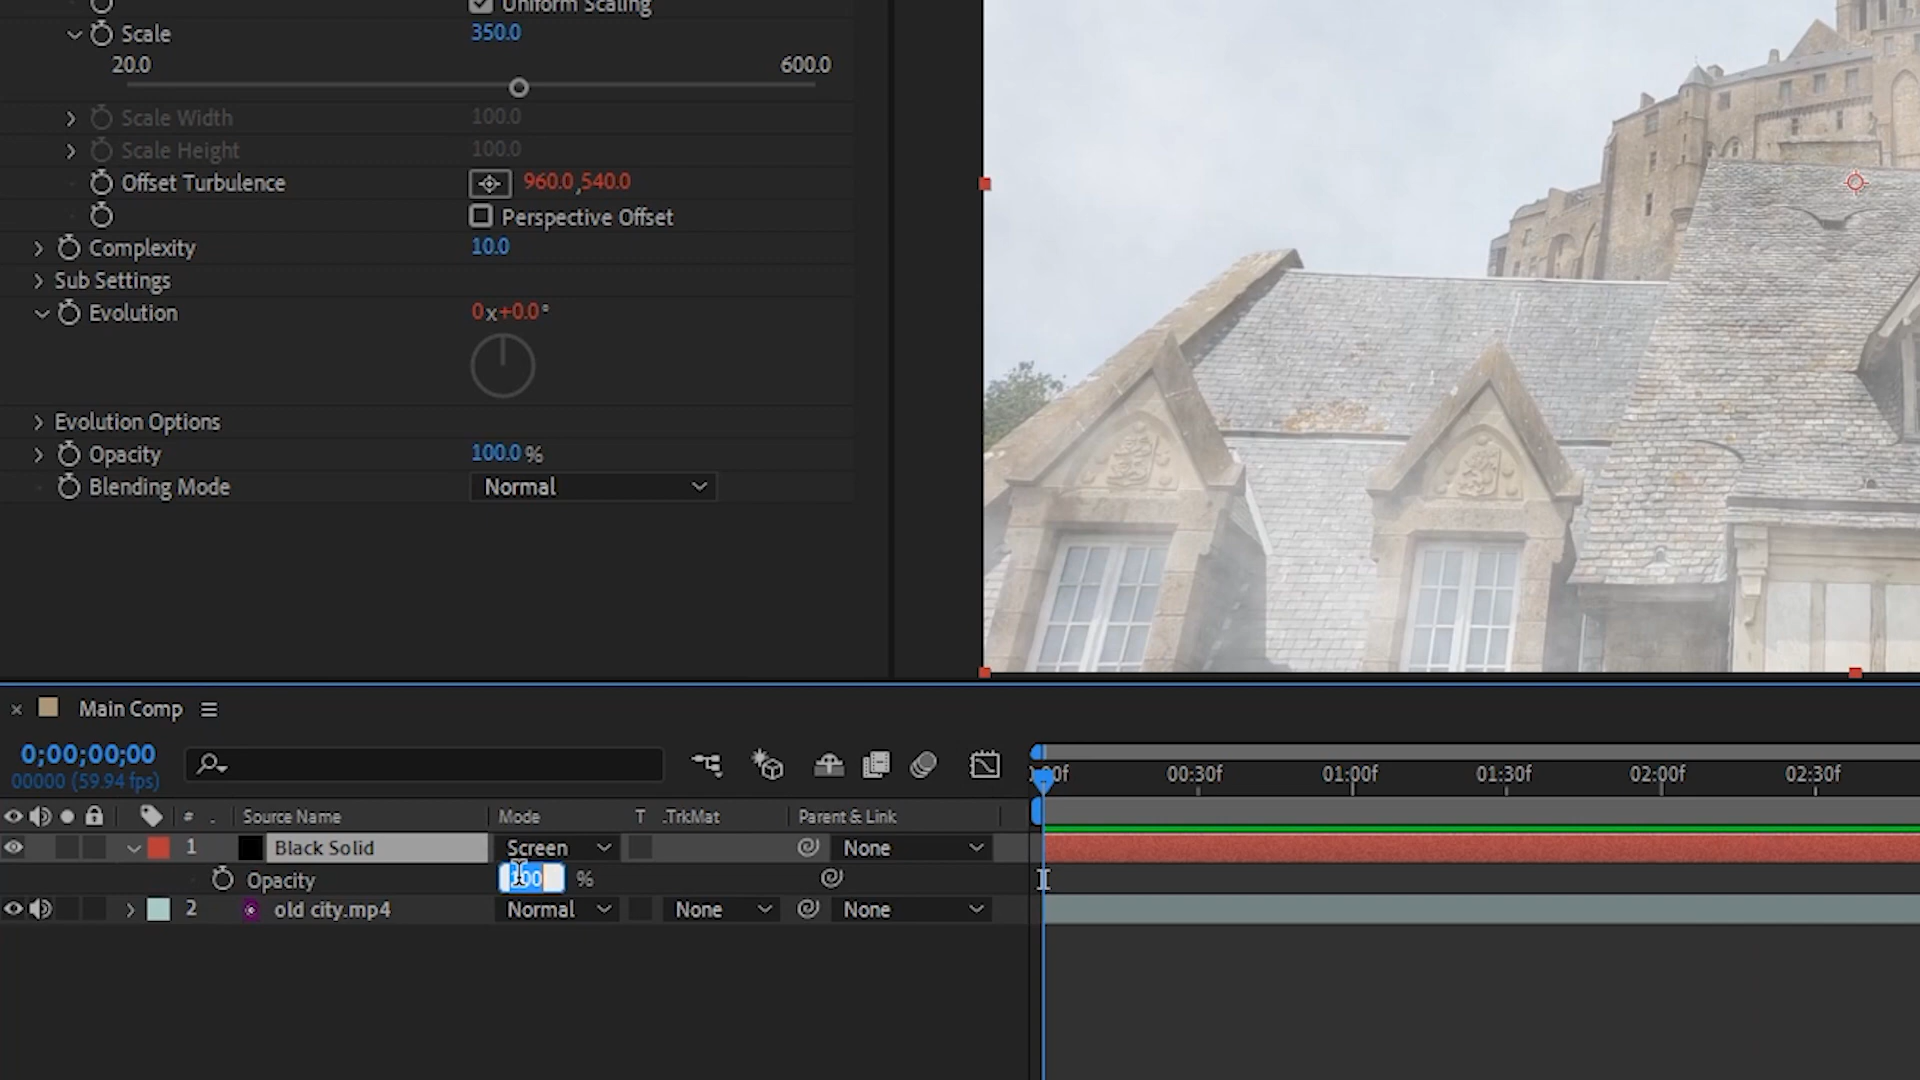 Uniform Scaling
Scale 350.0
20.0 600.0
Scale Width 100.0
Scale Height 100.0
Offset Turbulence 960.0,540.0
Perspective Offset
Complexity 10.0
Sub Settings
Evolution 0x+0.0°
Evolution Options
Opacity 100.0 %
Blending Mode Normal
× Main Comp
0;00;00;00
00000 (59.94 fps)
00f 00:30f 01:00f 01:30f 02:00f 02:30f
# . Source Name Mode T .TrkMat Parent & Link
1 Black Solid Screen None
Opacity 100 %
2 old city.mp4 Normal None None